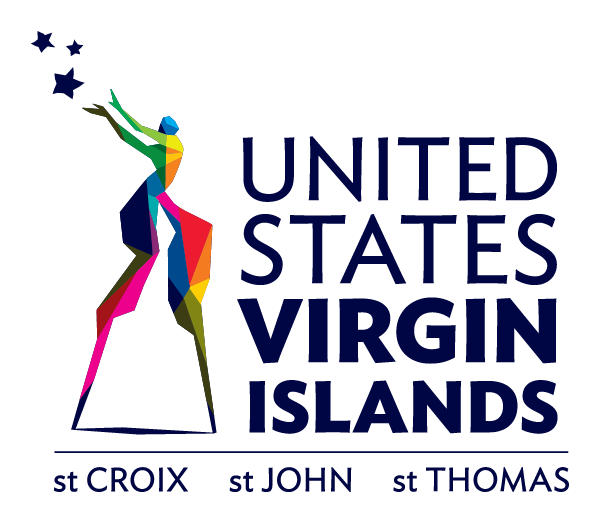 UNITED
STATES
VIRGIN
ISLANDS
st CROIX st JOHN st THOMAS